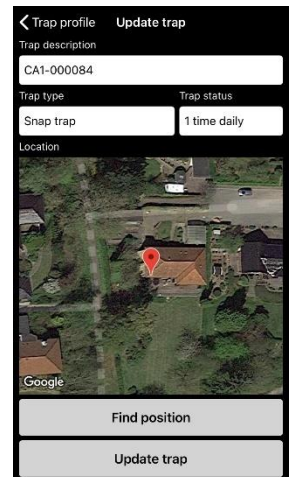 Trap profile Update trap
Trap description
CA1-000084
Trap type Trap status
Snap trap 1 time daily
Location
Google
Find position
Update trap